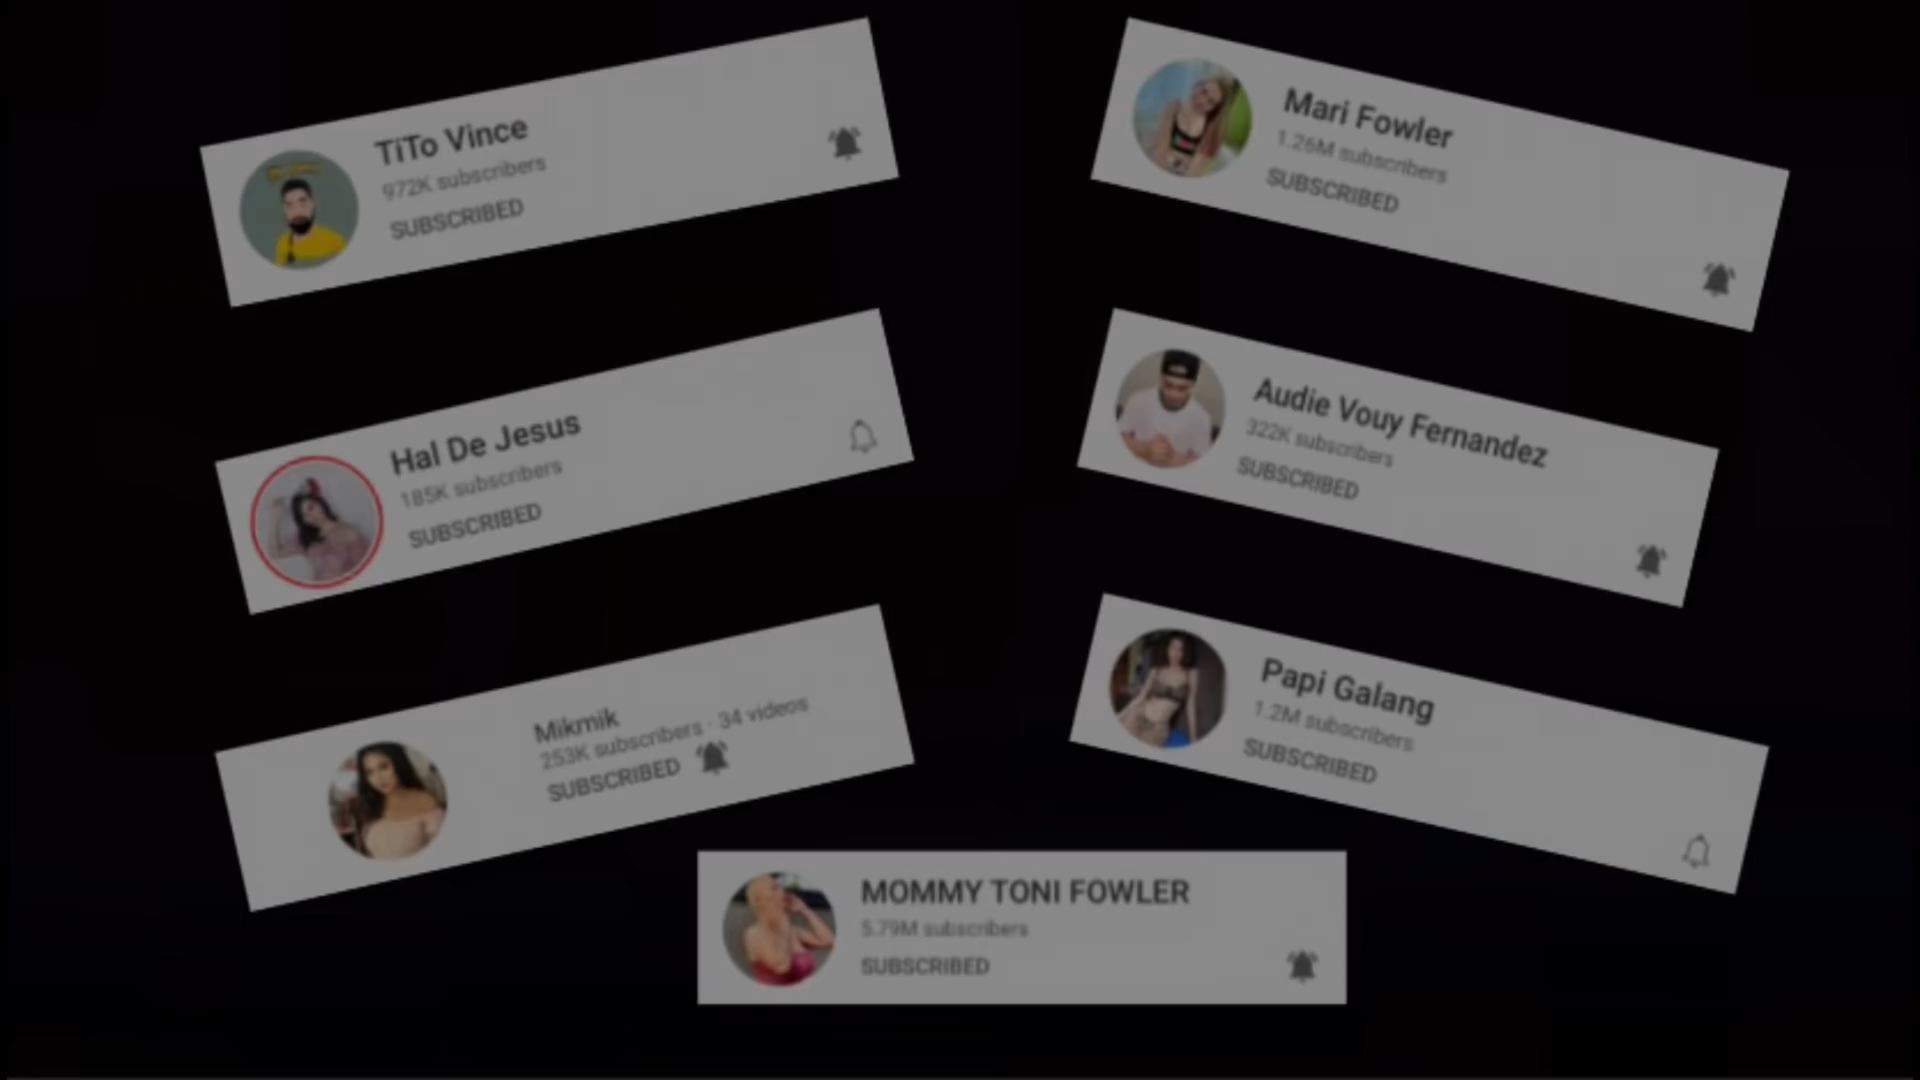 TiTo Vince
972K subscribers
SUBSCRIBED
Mari Fowler
1.26M subscribers
SUBSCRIBED
Hal De Jesus
185K subscribers
SUBSCRIBED
Audie Vouy Fernandez
322K subscribers
SUBSCRIBED
Mikmik
253K subscribers · 34 videos
SUBSCRIBED
Papi Galang
1.2M subscribers
SUBSCRIBED
MOMMY TONI FOWLER
5.79M subscribers
SUBSCRIBED